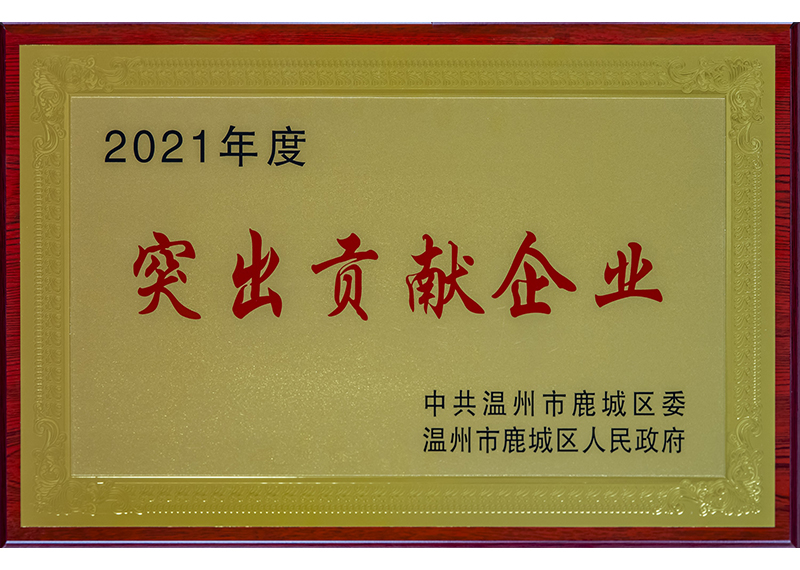 2021年度
突出贡献企业
中共温州市鹿城区委
温州市鹿城区人民政府